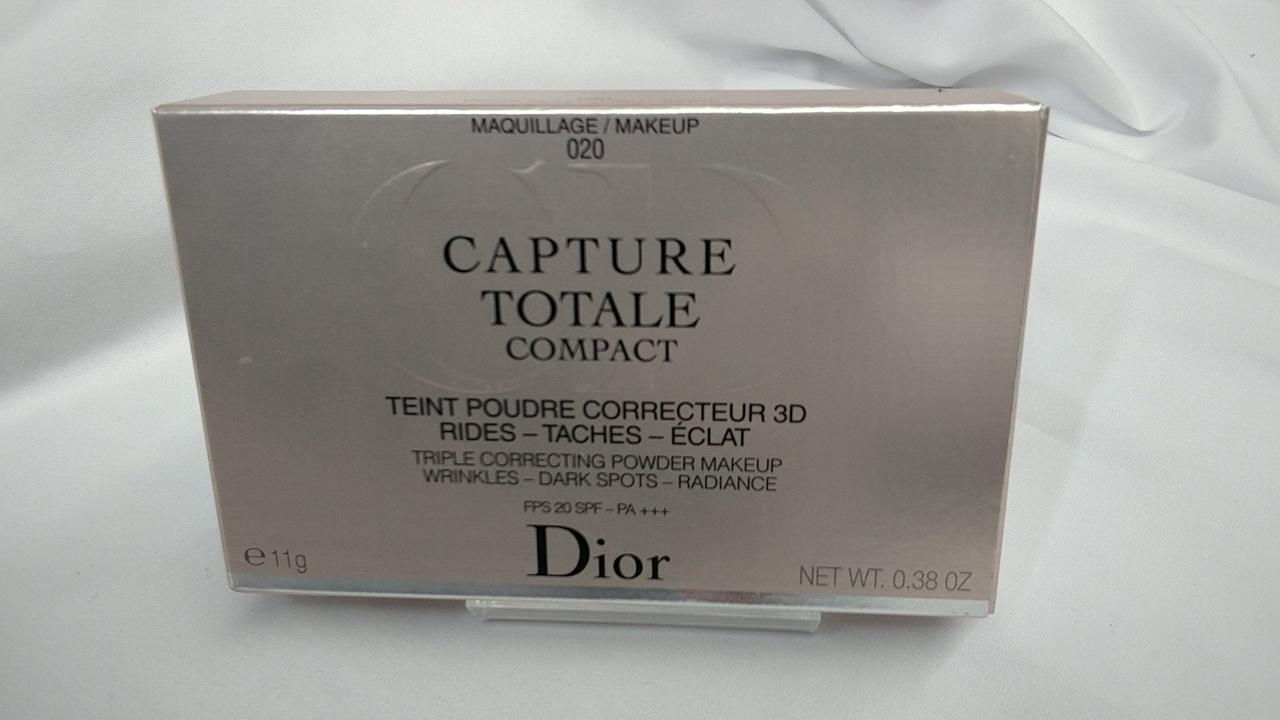 MAQUILLAGE / MAKEUP
020
CAPTURE
TOTALE
COMPACT
TEINT POUDRE CORRECTEUR 3D
RIDES – TACHES – ÉCLAT
TRIPLE CORRECTING POWDER MAKEUP
WRINKLES – DARK SPOTS – RADIANCE
FPS 20 SPF – PA +++
Dior
℮ 11g
NET WT. 0.38 OZ